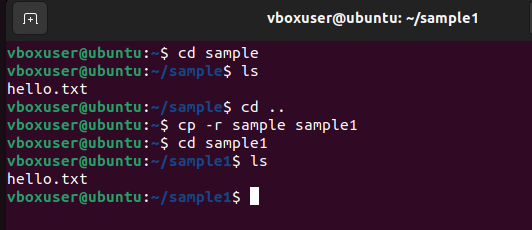 vboxuser@ubuntu: ~/sample1
vboxuser@ubuntu:~$ cd sample
vboxuser@ubuntu:~/sample$ ls
hello.txt
vboxuser@ubuntu:~/sample$ cd ..
vboxuser@ubuntu:~$ cp -r sample sample1
vboxuser@ubuntu:~$ cd sample1
vboxuser@ubuntu:~/sample1$ ls
hello.txt
vboxuser@ubuntu:~/sample1$